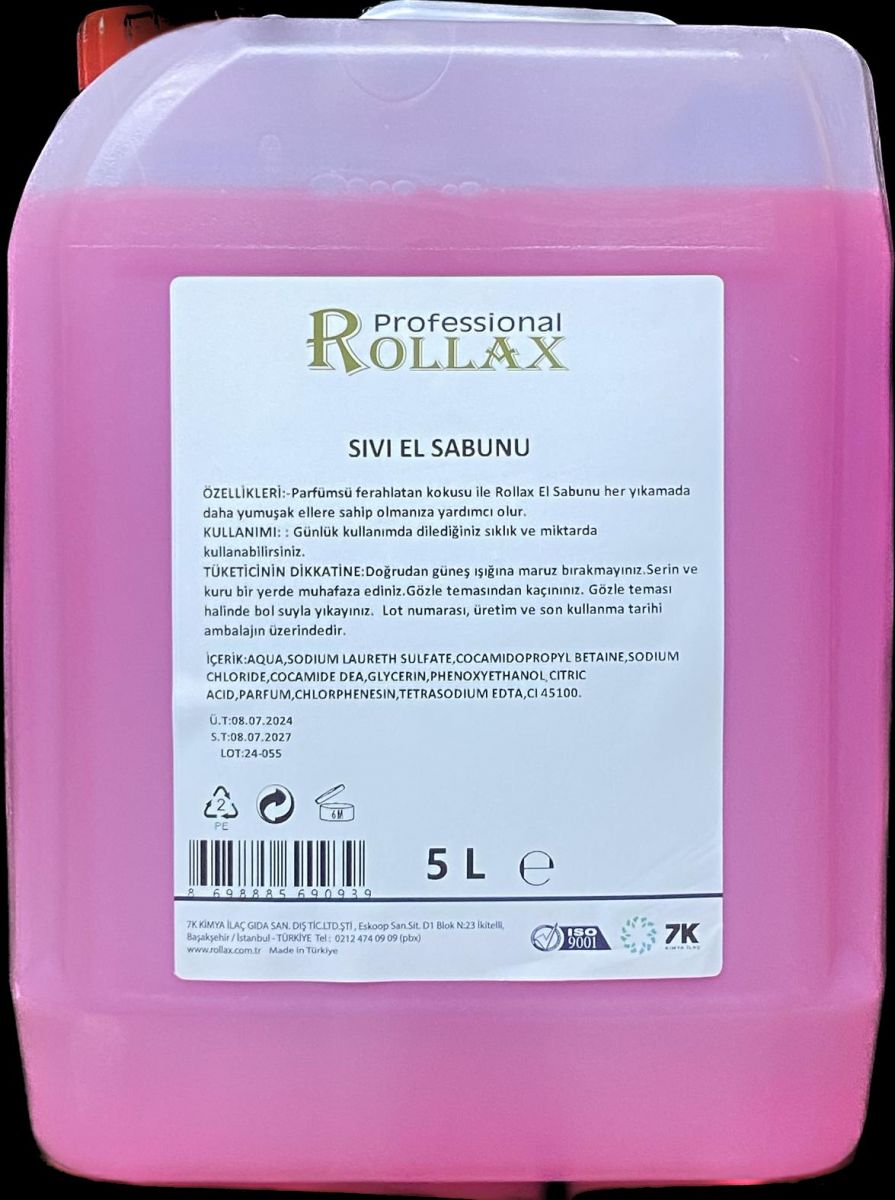 Professional
ROLLAX
SIVI EL SABUNU
ÖZELLİKLERİ:-Parfümsü ferahlatan kokusu ile Rollax El Sabunu her yıkamada
daha yumuşak ellere sahip olmanıza yardımcı olur.
KULLANIMI: : Günlük kullanımda dilediğiniz sıklık ve miktarda
kullanabilirsiniz.
TÜKETİCİNİN DİKKATİNE:Doğrudan güneş ışığına maruz bırakmayınız.Serin ve
kuru bir yerde muhafaza ediniz.Gözle temasından kaçınınız. Gözle teması
halinde bol suyla yıkayınız. Lot numarası, üretim ve son kullanma tarihi
ambalajın üzerindedir.
İÇERİK:AQUA,SODIUM LAURETH SULFATE,COCAMIDOPROPYL BETAINE,SODIUM
CHLORIDE,COCAMIDE DEA,GLYCERIN,PHENOXYETHANOL,CITRIC
ACID,PARFUM,CHLORPHENESIN,TETRASODIUM EDTA,CI 45100.
Ü.T:08.07.2024
S.T:08.07.2027
LOT:24-055
2
PE
6M
8 698885 690939
5 L e
7K KİMYA İLAÇ GIDA SAN. DIŞ TİC.LTD.ŞTİ , Eskoop San.Sit. D1 Blok N:23 İkitelli,
Başakşehir / İstanbul - TÜRKİYE Tel : 0212 474 09 09 (pbx)
www.rollax.com.tr Made in Türkiye
ISO
9001
7K
KİMYA İLAÇ